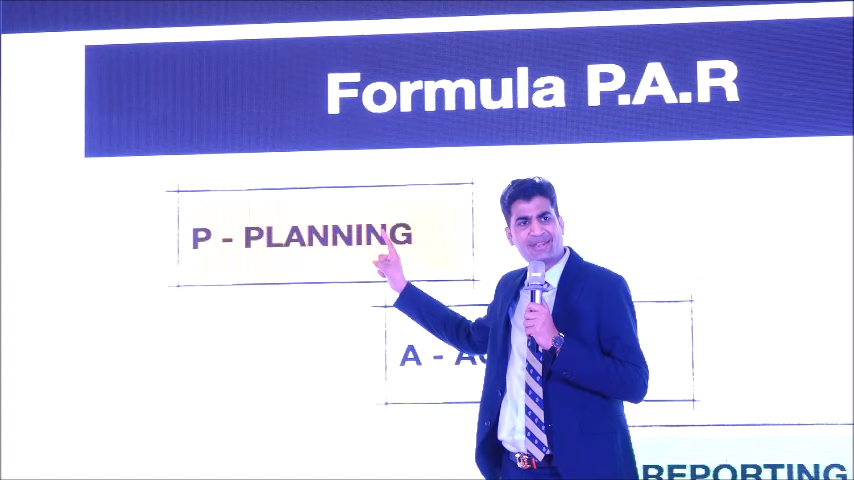 Formula P.A.R
P - PLANNING
A - A
REPORTING